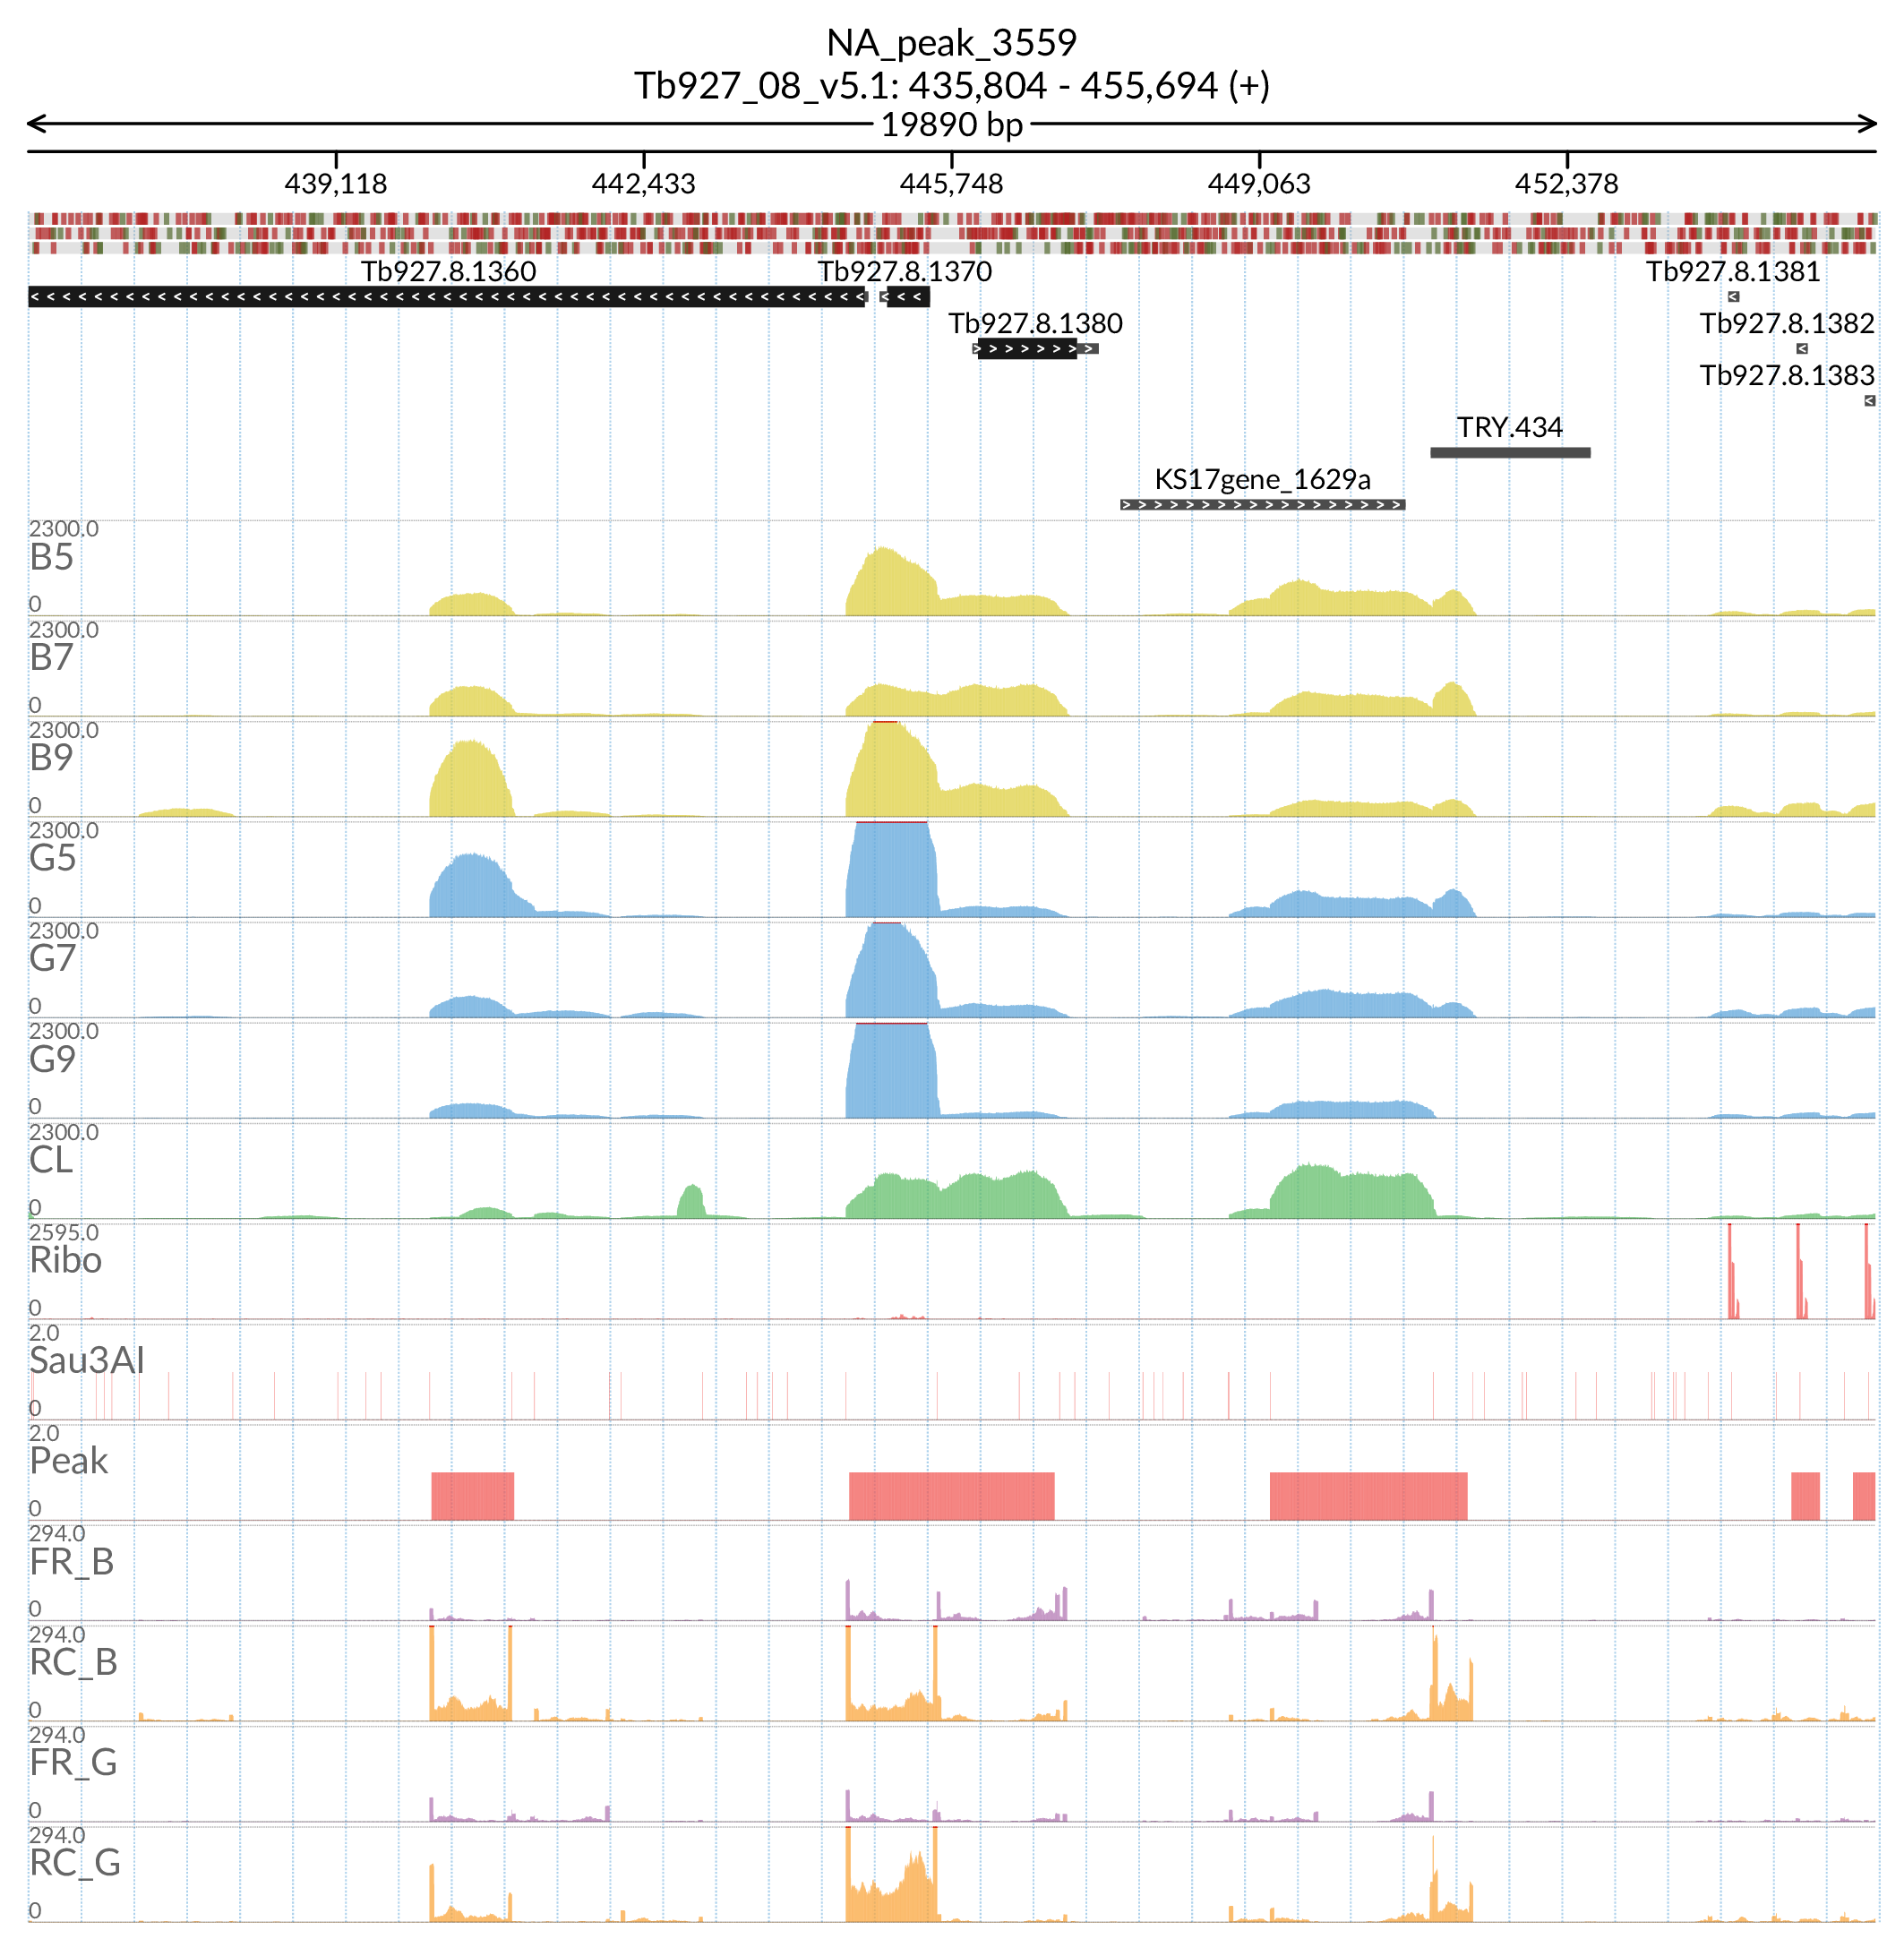 NA_peak_3559
Tb927_08_v5.1: 435,804 - 455,694 (+)
19890 bp
439,118 442,433 445,748 449,063 452,378
Tb927.8.1360 Tb927.8.1370 Tb927.8.1381
Tb927.8.1380 Tb927.8.1382
Tb927.8.1383
TRY.434
KS17gene_1629a
2300.0
B5
0
2300.0
B7
0
2300.0
B9
0
2300.0
G5
0
2300.0
G7
0
2300.0
G9
0
2300.0
CL
0
2595.0
Ribo
0
2.0
Sau3AI
0
2.0
Peak
0
294.0
FR_B
0
294.0
RC_B
0
294.0
FR_G
0
294.0
RC_G
0